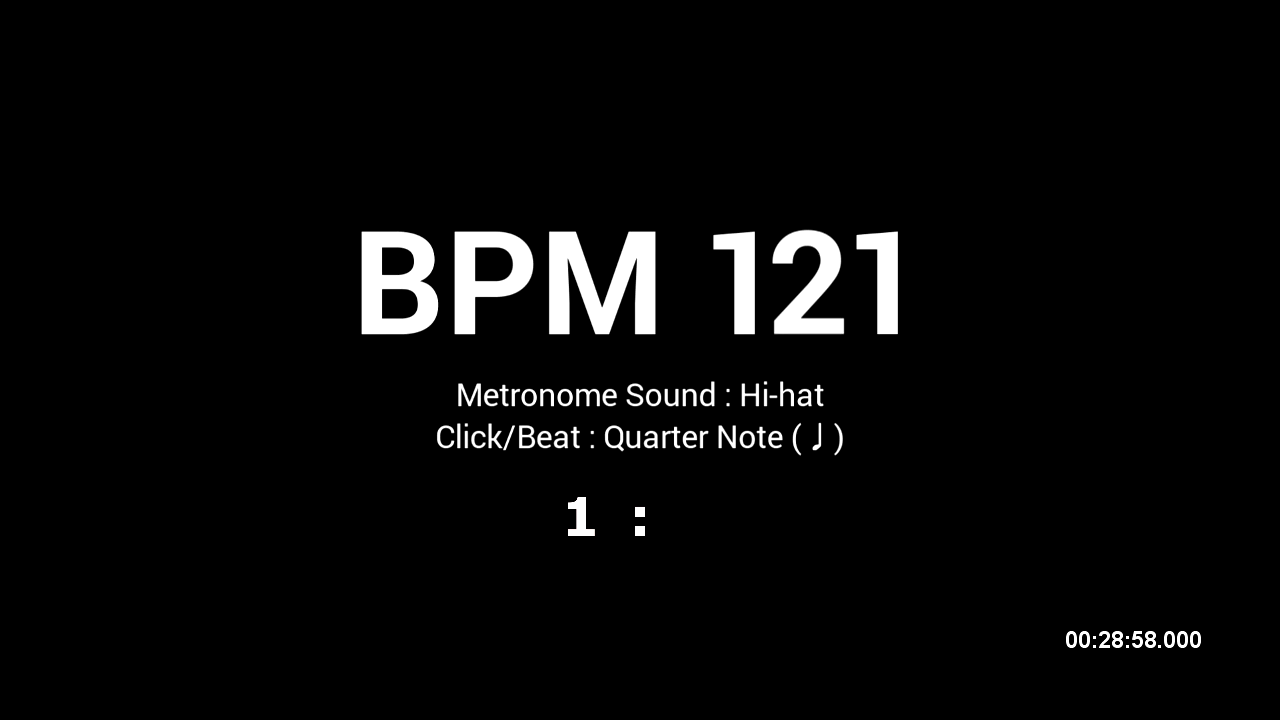 BPM 121
Metronome Sound : Hi-hat
Click/Beat : Quarter Note ( ♩ )
1 :
00:28:58.000